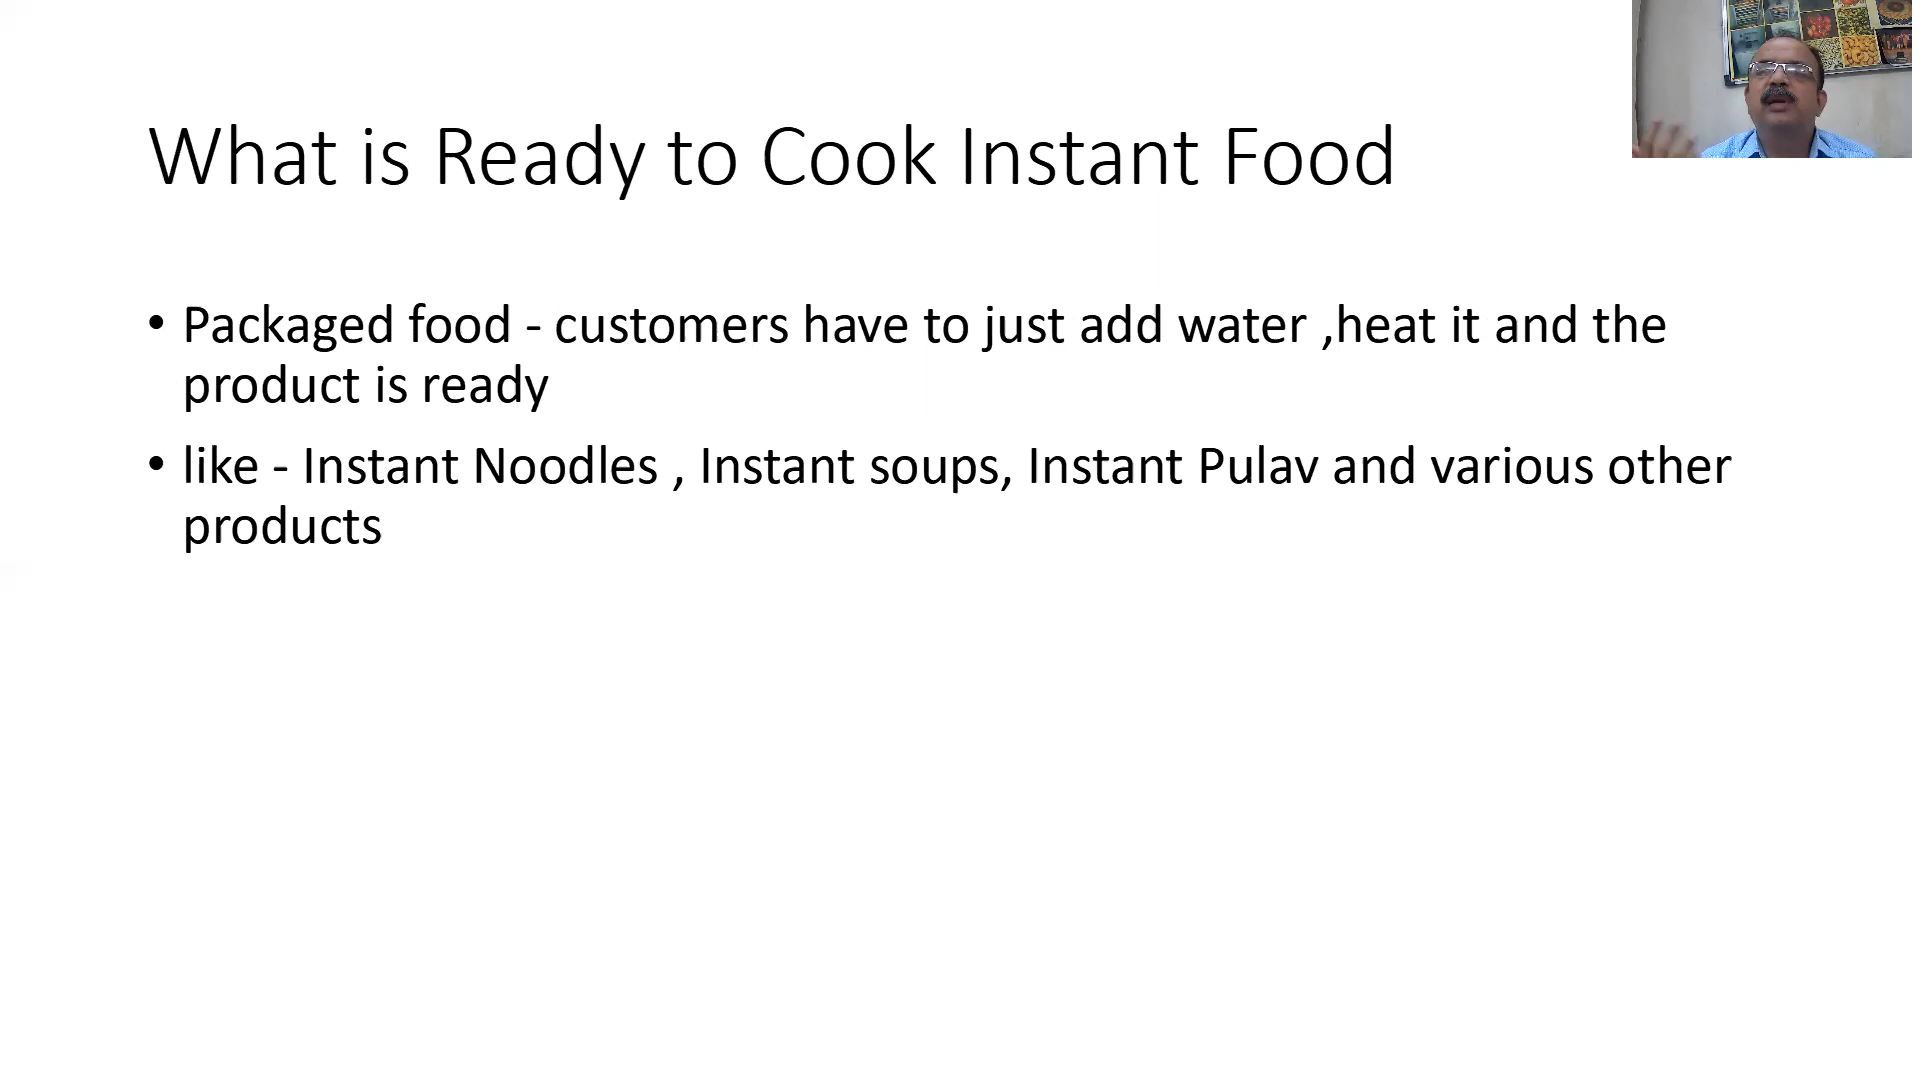 What is Ready to Cook Instant Food
• Packaged food - customers have to just add water ,heat it and the
product is ready
• like - Instant Noodles , Instant soups, Instant Pulav and various other
products